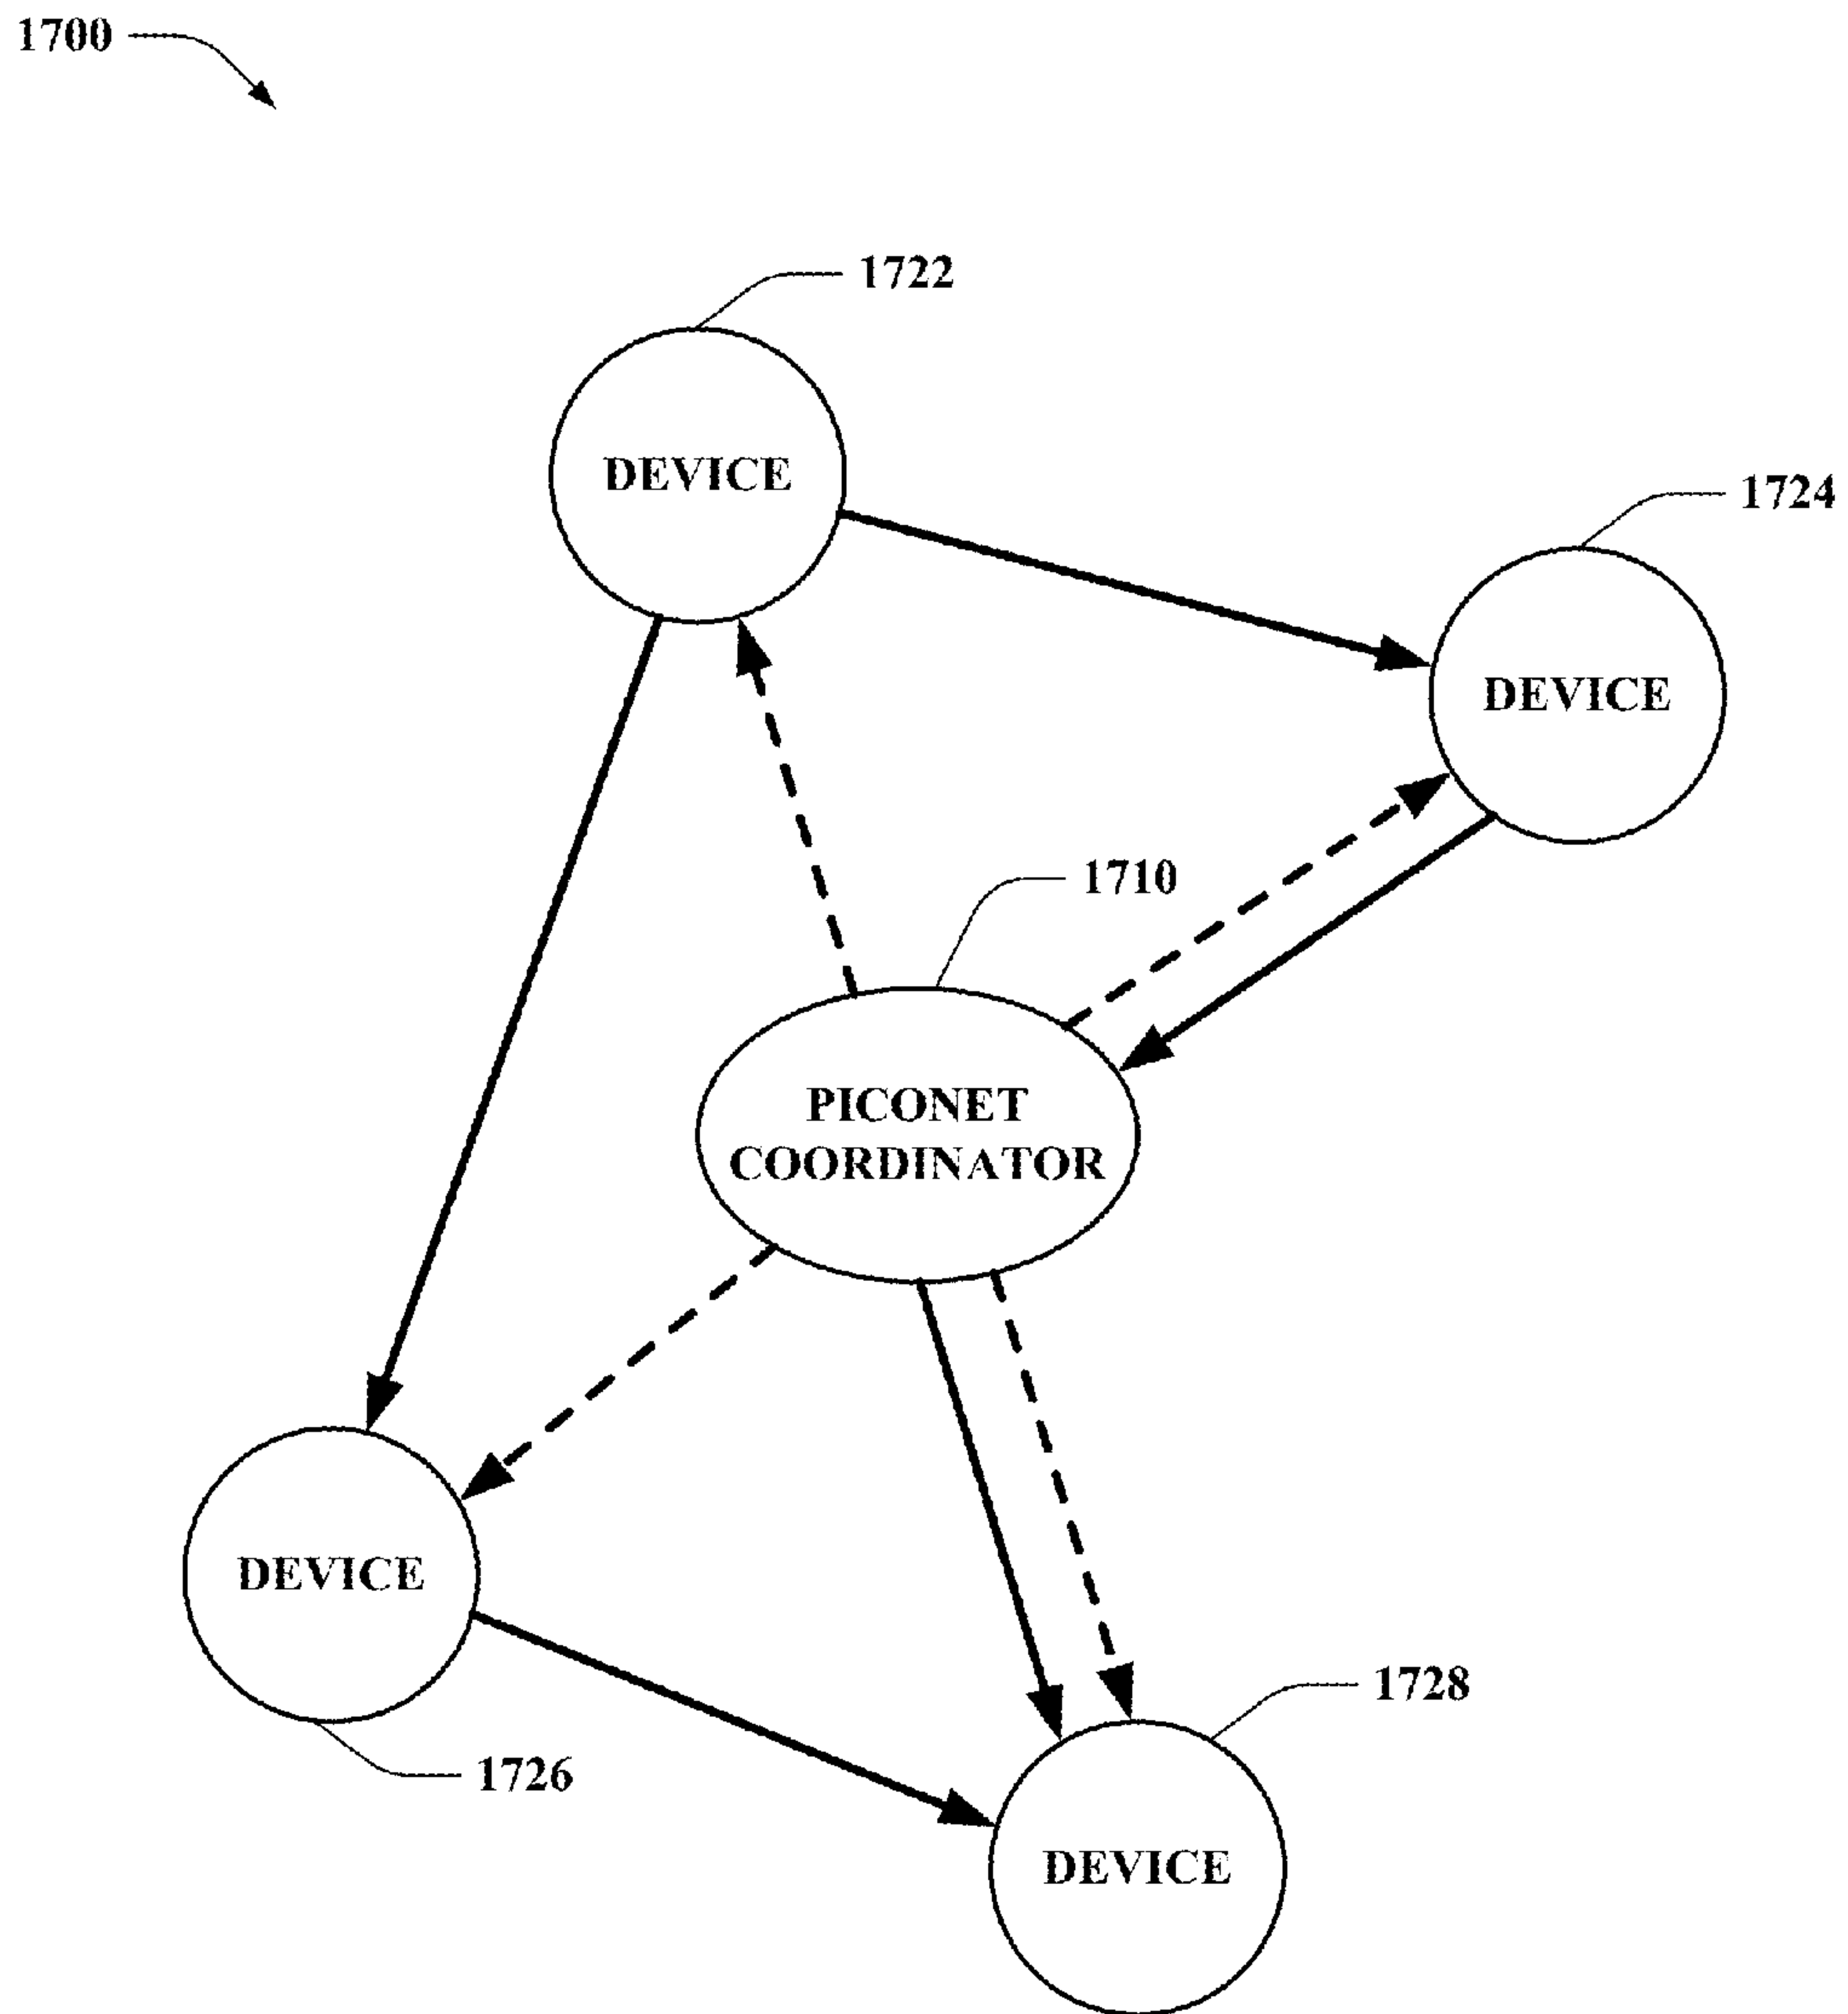 1700
1722
DEVICE
1724
DEVICE
1710
PICONET
COORDINATOR
DEVICE
1728
1726
DEVICE